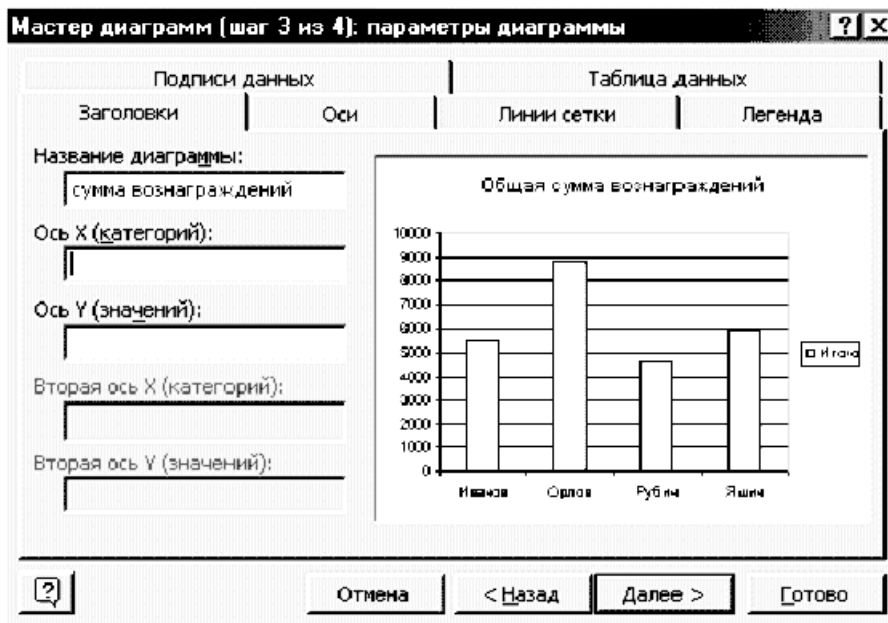 Мастер диаграмм (шаг 3 из 4): параметры диаграммы
Подписи данных
Таблица данных
Заголовки
Оси
Линии сетки
Легенда
Название диаграммы:
сумма вознаграждений
Ось X (категорий):
Ось Y (значений):
Вторая ось X (категорий):
Вторая ось Y (значений):
Общая сумма вознаграждений
10000
9000
8000
7000
6000
5000
4000
3000
2000
1000
0
Иванов
Орлов
Рубин
Яшин
Отмена
< Назад
Далее >
Готово